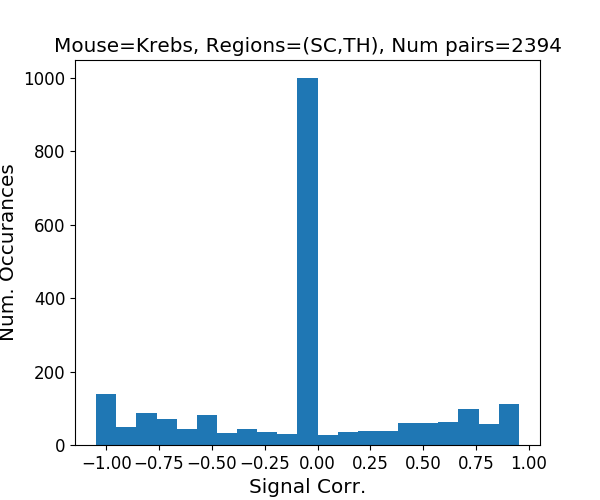 Mouse=Krebs, Regions=(SC,TH), Num pairs=2394
1000
800
600
400
200
0
Num. Occurances
−1.00 −0.75 −0.50 −0.25 0.00 0.25 0.50 0.75 1.00
Signal Corr.